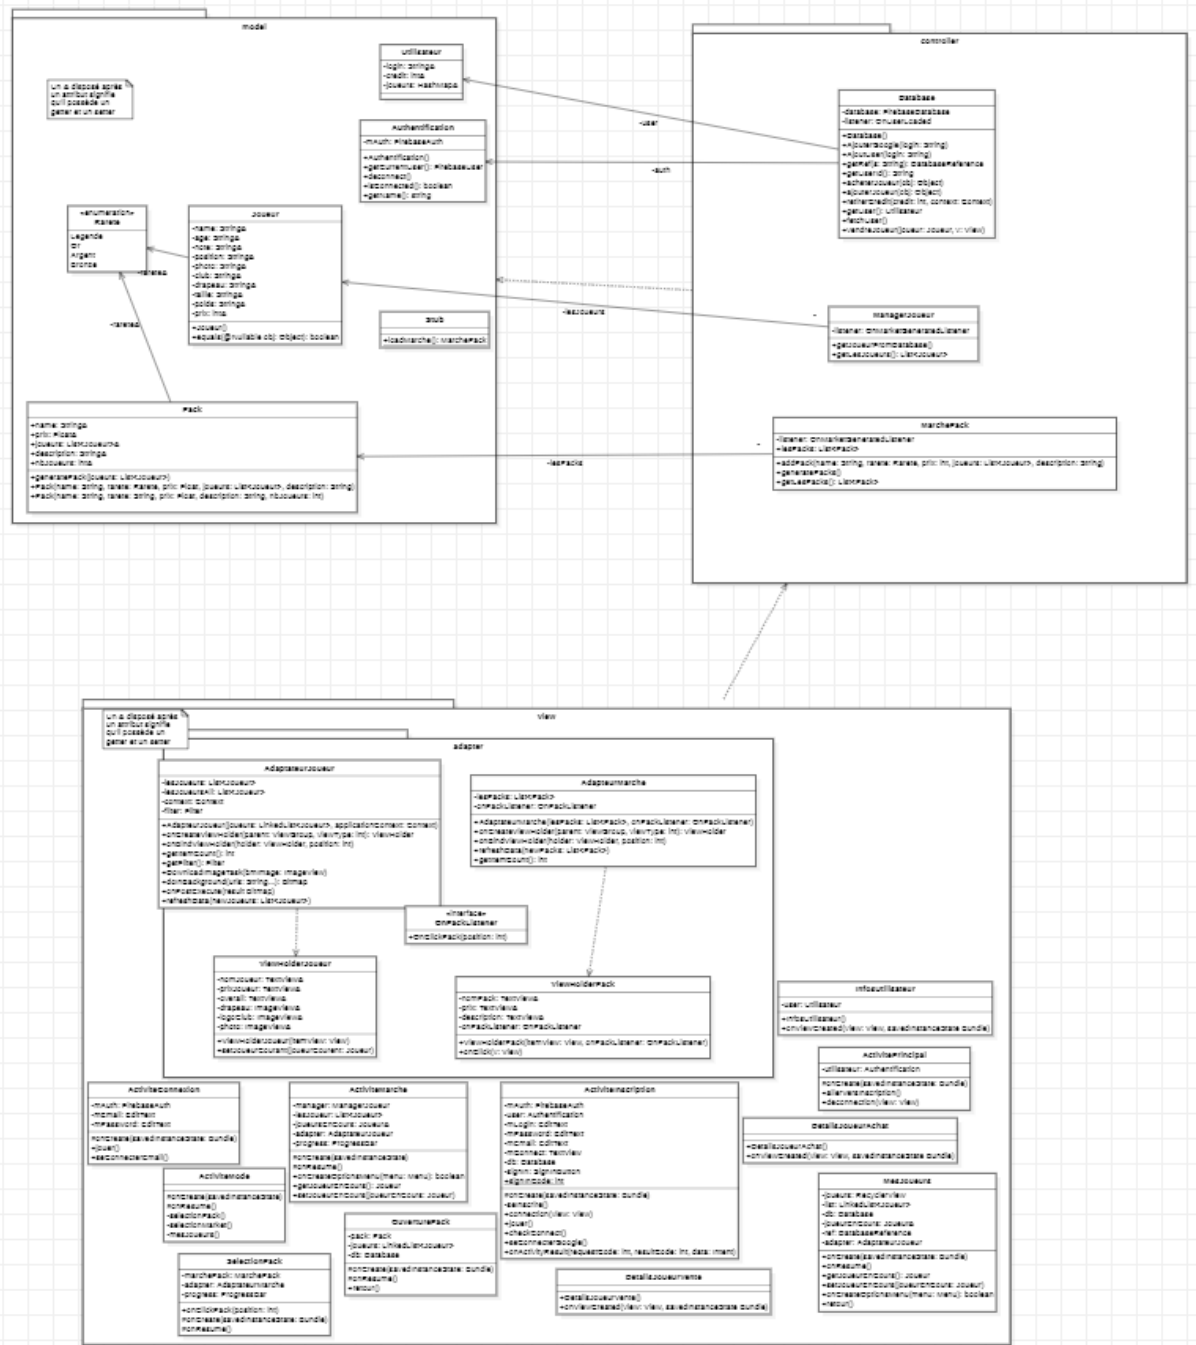 model
un & disposé après
un attribut signifie
qu'il possède un
getter et un setter
Utilisateur
-login: String&
-credit: int&
-joueurs: HashMap&
Authentification
-mAuth: FirebaseAuth
+Authentification()
+getCurrentUser(): FirebaseUser
+deconnect()
+isConnected(): boolean
+getName(): String
«enumeration»
Rarete
Legende
Or
Argent
Bronze
Joueur
-name: String&
-age: String&
-note: String&
-position: String&
-photo: String&
-club: String&
-drapeau: String&
-taille: String&
-poids: String&
-prix: int&
+Joueur()
+equals(@Nullable obj: Object): boolean
-rarete&
-rarete&
Stub
+loadMarche(): MarchePack
Pack
+name: String&
+prix: Float&
+joueurs: List<Joueur>&
+description: String&
+nbJoueurs: int&
+generatePack(joueurs: List<Joueur>)
+Pack(name: String, rarete: Rarete, prix: Float, joueurs: List<Joueur>, description: String)
+Pack(name: String, rarete: String, prix: Float, description: String, nbJoueurs: int)
-user
-auth
-lesJoueurs
-lesPacks
controller
Database
-database: FirebaseDatabase
-listener: OnUserLoaded
+Database()
+AjouterGoogle(login: String)
+AjoutUser(login: String)
+getRef(s: String): DatabaseReference
+getUserId(): String
+acheterJoueur(obj: Object)
+ajouterJoueur(obj: Object)
+retirerCredit(credit: int, context: Context)
+getUser(): Utilisateur
+fetchUser()
+vendreJoueur(joueur: Joueur, v: View)
ManagerJoueur
-listener: OnMarketGeneratedListener
+getJoueurFromDatabase()
+getLesJoueurs(): List<Joueur>
MarchePack
-listener: OnMarketGeneratedListener
+lesPacks: List<Pack>
+addPack(name: String, rarete: Rarete, prix: int, joueurs: List<Joueur>, description: String)
+generatePacks()
+getLesPacks(): List<Pack>
view
un & disposé après
un attribut signifie
qu'il possède un
getter et un setter
adapter
AdaptateurJoueur
-lesJoueurs: List<Joueur>
-lesJoueursAll: List<Joueur>
-context: Context
-filter: Filter
+AdapteurJoueur(joueurs: LinkedList<Joueur>, applicationContext: Context)
+onCreateViewHolder(parent: ViewGroup, viewType: int): ViewHolder
+onBindViewHolder(holder: ViewHolder, position: int)
+getItemCount(): int
+getFilter(): Filter
+DownloadImageTask(bmImage: ImageView)
+doInBackground(urls: String...): Bitmap
+onPostExecute(result: Bitmap)
+refreshData(newJoueurs: List<Joueur>)
AdapteurMarche
-lesPacks: List<Pack>
-onPackListener: OnPackListener
+AdapteurMarche(lesPacks: List<Pack>, onPackListener: OnPackListener)
+onCreateViewHolder(parent: ViewGroup, viewType: int): ViewHolder
+onBindViewHolder(holder: ViewHolder, position: int)
+refreshData(newPacks: List<Pack>)
+getItemCount(): int
«interface»
OnPackListener
+OnClickPack(position: int)
ViewHolderJoueur
-nomJoueur: TextView&
-prixJoueur: TextView&
-overall: TextView&
-drapeau: ImageView&
-logoClub: ImageView&
-photo: ImageView&
+ViewHolderJoueur(itemView: View)
+setJoueurCourant(joueurCourant: Joueur)
ViewHolderPack
-nomPack: TextView&
-prix: TextView&
-description: TextView&
-onPackListener: OnPackListener
+ViewHolderPack(itemView: View, onPackListener: OnPackListener)
+onClick(v: View)
InfosUtilisateur
-user: Utilisateur
+InfosUtilisateur()
+onViewCreated(view: View, savedInstanceState: Bundle)
ActivitePrincipal
-utilisateur: Authentification
#onCreate(savedInstanceState: Bundle)
+allerVersInscription()
+deconnection(view: View)
ActiviteConnexion
-mAuth: FirebaseAuth
-mEmail: EditText
-mPassword: EditText
#onCreate(savedInstanceState: Bundle)
+jouer()
+seConnecterEmail()
ActiviteMarche
-manager: ManagerJoueur
-lesJoueur: List<Joueur>
-joueurEnCours: Joueur
-adapter: AdaptateurJoueur
-progress: ProgressBar
#onCreate(savedInstanceState)
#onResume()
+onCreateOptionsMenu(menu: Menu): boolean
+getJoueurEnCours(): Joueur
+setJoueurEnCours(joueurEnCours: Joueur)
ActiviteInscription
-mAuth: FirebaseAuth
-user: Authentification
-mLogin: EditText
-mPassword: EditText
-mEmail: EditText
-mConnect: TextView
-db: Database
-signIn: SignInButton
+signInCode: int
#onCreate(savedInstanceState: Bundle)
-seInscrire()
+connection(view: View)
+jouer()
+checkConnect()
+seConnecterGoogle()
+onActivityResult(requestCode: int, resultCode: int, data: Intent)
DetailsJoueurAchat
+DetailsJoueurAchat()
+onViewCreated(view: View, savedInstanceState: Bundle)
ActiviteMode
#onCreate(savedInstanceState)
#onResume()
-selectionPack()
-selectionMarket()
-mesJoueurs()
MesJoueurs
-joueurs: RecyclerView
-list: LinkedList<Joueur>
-db: Database
-joueurEnCours: Joueur&
-ref: DatabaseReference
-adapter: AdaptateurJoueur
+onCreate(savedInstanceState: Bundle)
+onResume()
+getJoueurEnCours(): Joueur
+setJoueurEnCours(joueurEnCours: Joueur)
+onCreateOptionsMenu(menu: Menu): boolean
+retour()
OuverturePack
-pack: Pack
-joueurs: LinkedList<Joueur>
-db: Database
#onCreate(savedInstanceState: Bundle)
#onResume()
+retour()
SelectionPack
-marchePack: MarchePack
-adapter: AdapteurMarche
-progress: ProgressBar
+onClickPack(position: int)
#onCreate(savedInstanceState: Bundle)
#onResume()
DetailsJoueurVente
+DetailsJoueurVente()
+onViewCreated(view: View, savedInstanceState: Bundle)